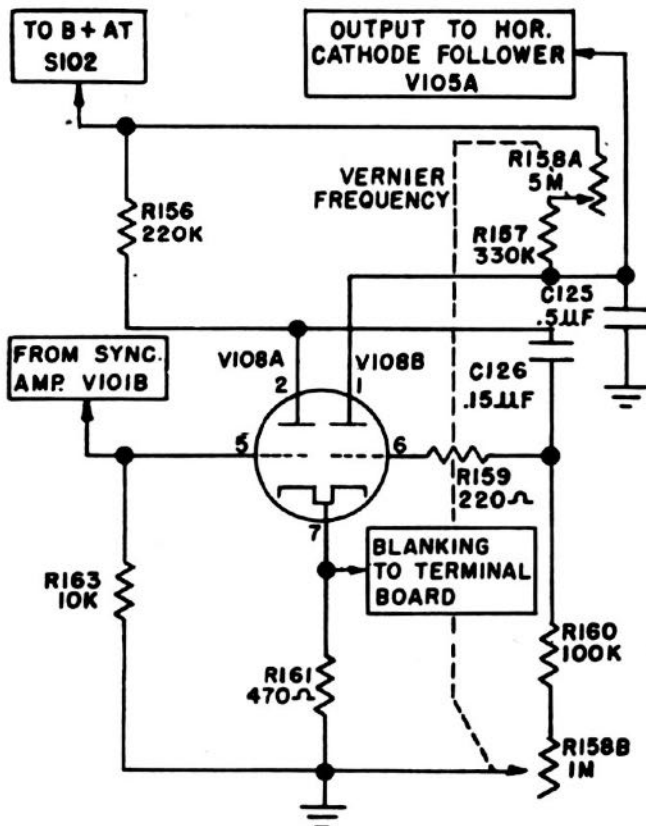 TO B+ AT
S102
OUTPUT TO HOR.
CATHODE FOLLOWER
V105A
R158A
5M
VERNIER
FREQUENCY
R156
220K
R157
330K
C125
.5µF
FROM SYNC.
AMP. V101B
V108A
V108B
2
1
C126
.15µF
5
6
R159
220Ω
7
BLANKING
TO TERMINAL
BOARD
R163
10K
R160
100K
R161
470Ω
R158B
1M